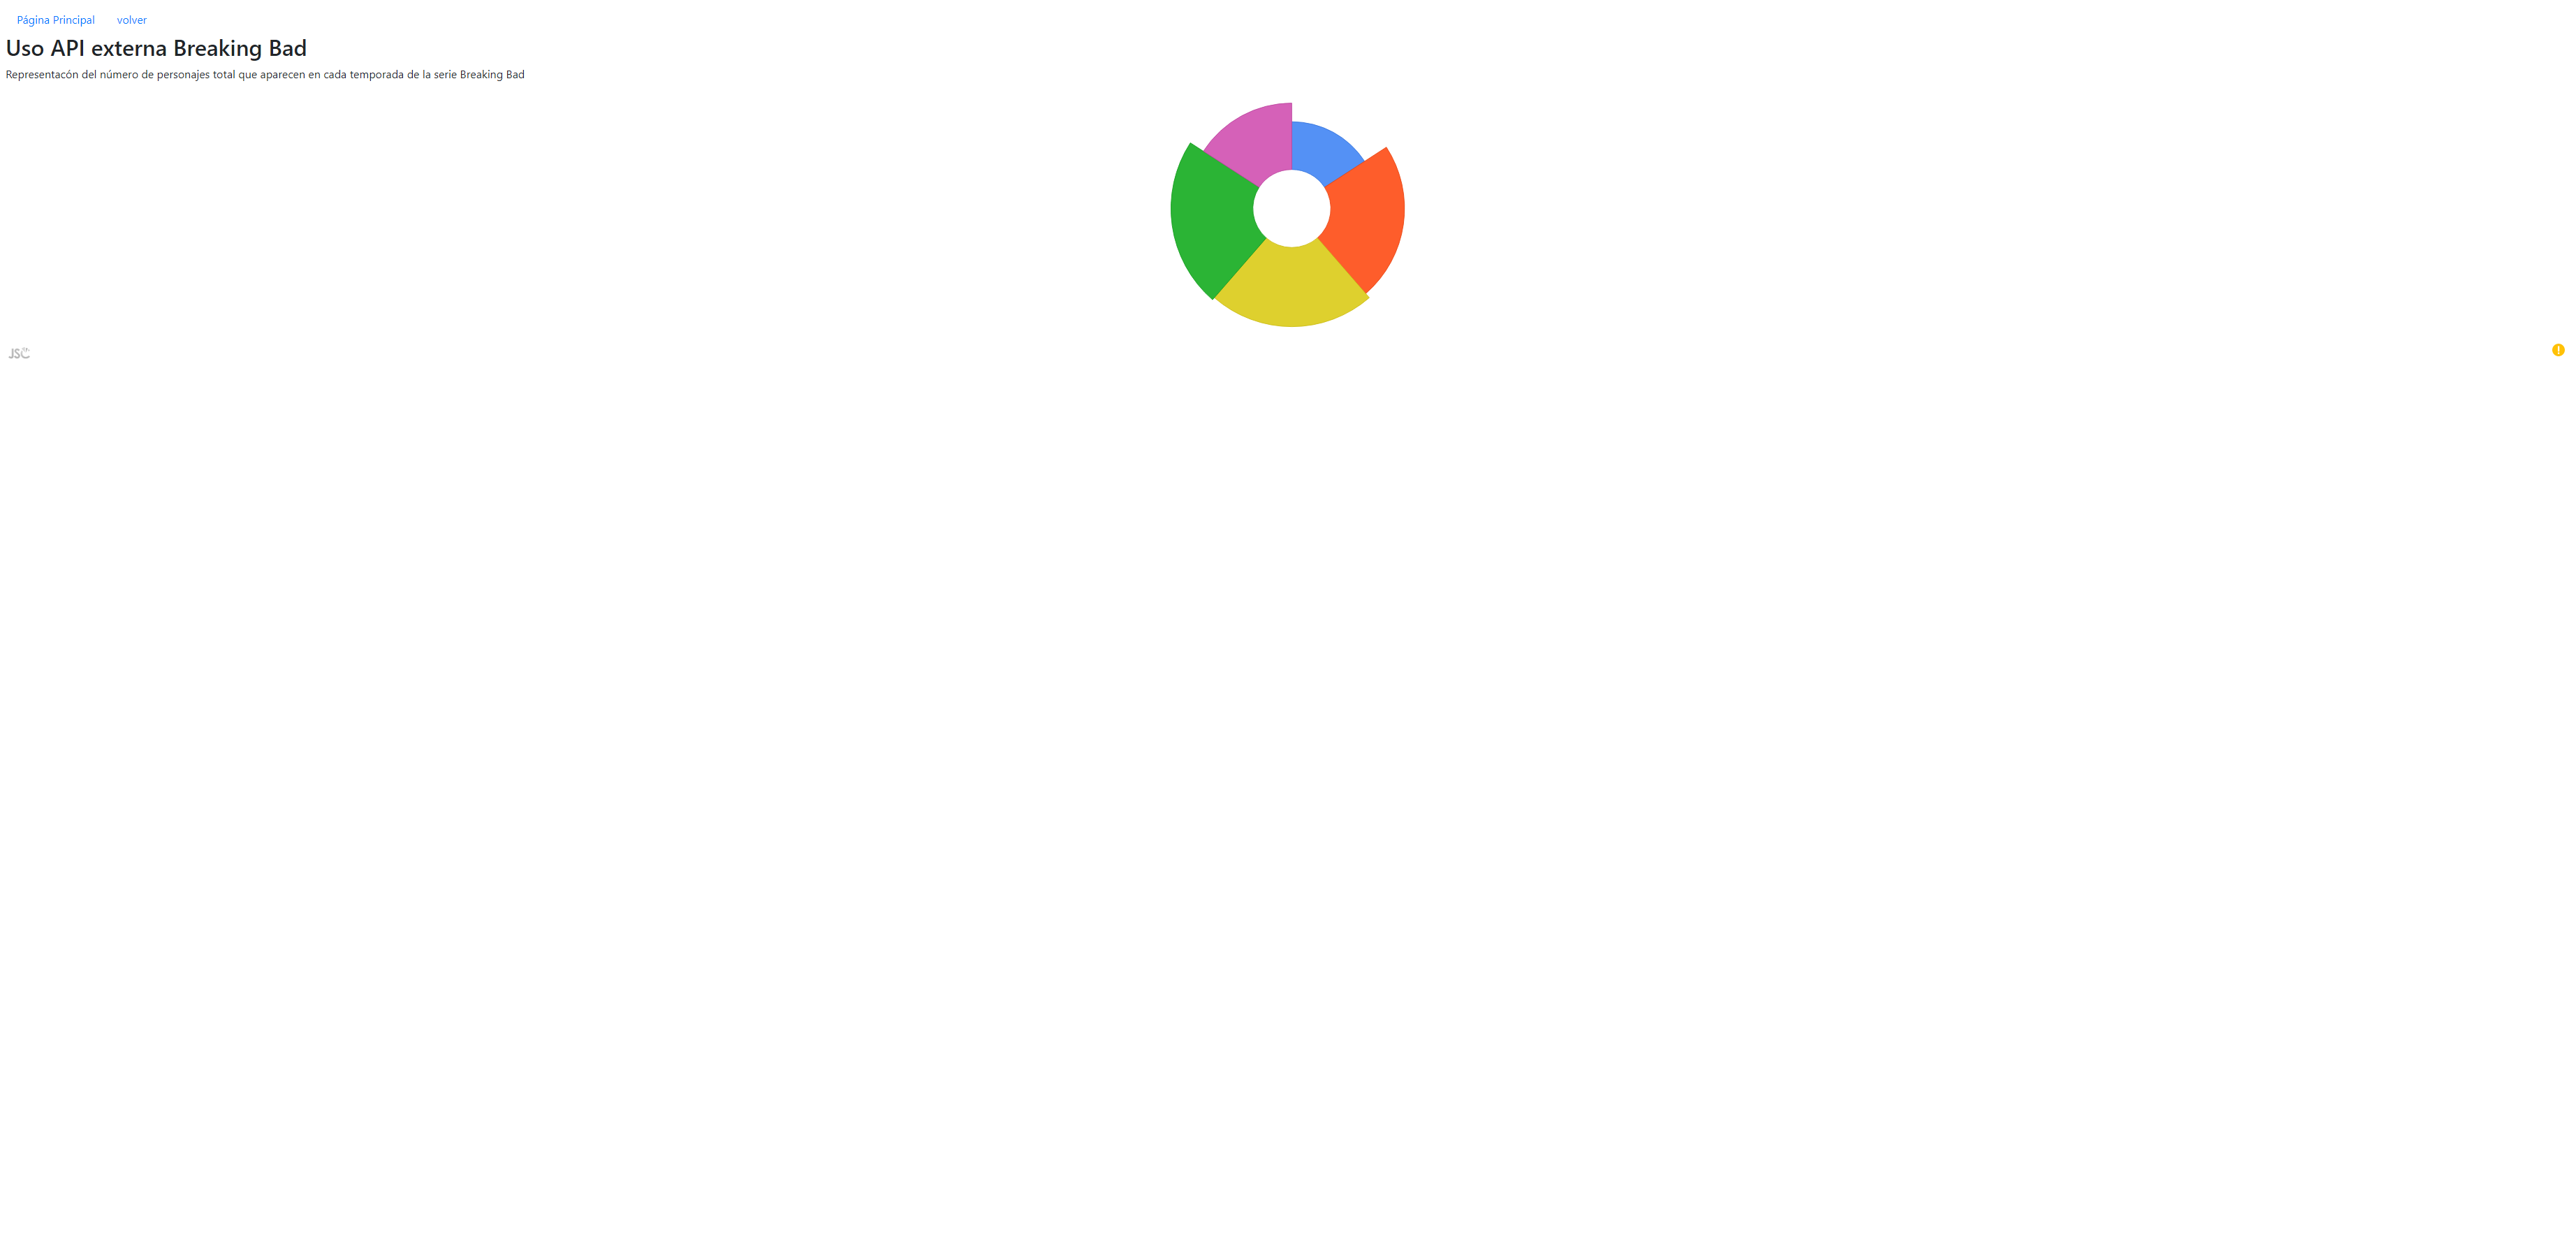 Página Principal volver
Uso API externa Breaking Bad
Representacón del número de personajes total que aparecen en cada temporada de la serie Breaking Bad
JSC